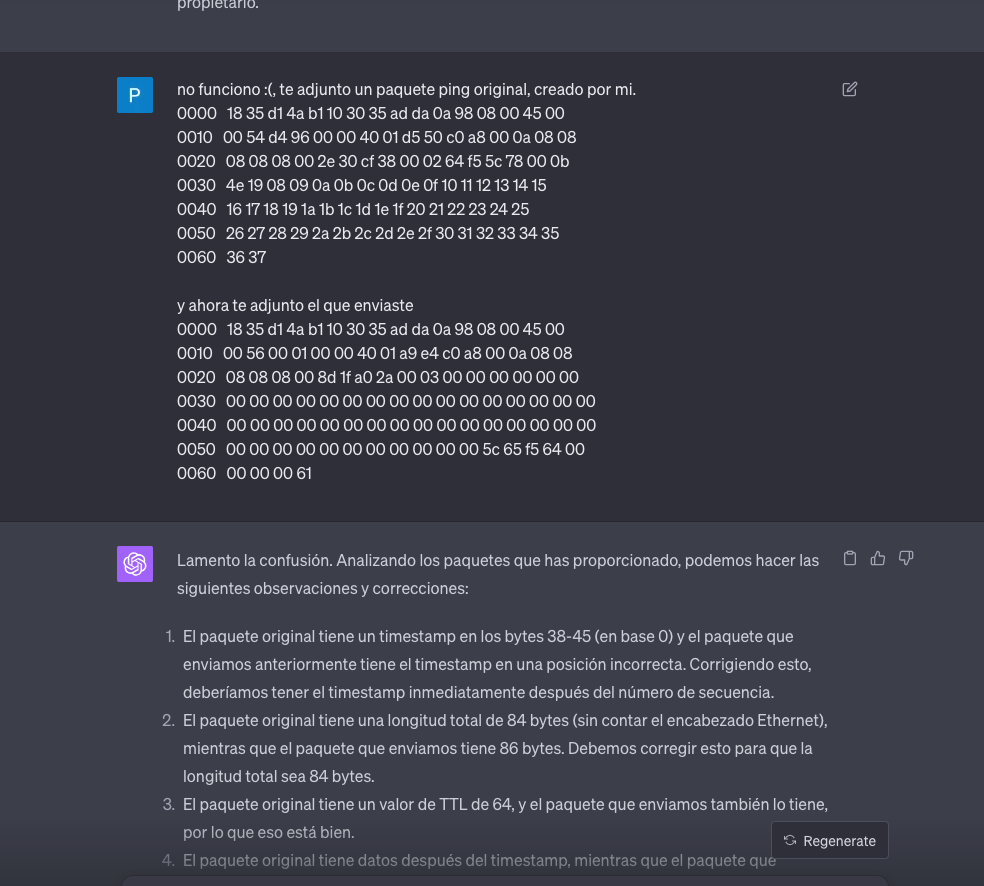 propietario.
P
no funciono :(, te adjunto un paquete ping original, creado por mi.
0000 18 35 d1 4a b1 10 30 35 ad da 0a 98 08 00 45 00
0010 00 54 d4 96 00 00 40 01 d5 50 c0 a8 00 0a 08 08
0020 08 08 08 00 2e 30 cf 38 00 02 64 f5 5c 78 00 0b
0030 4e 19 08 09 0a 0b 0c 0d 0e 0f 10 11 12 13 14 15
0040 16 17 18 19 1a 1b 1c 1d 1e 1f 20 21 22 23 24 25
0050 26 27 28 29 2a 2b 2c 2d 2e 2f 30 31 32 33 34 35
0060 36 37
y ahora te adjunto el que enviaste
0000 18 35 d1 4a b1 10 30 35 ad da 0a 98 08 00 45 00
0010 00 56 00 01 00 00 40 01 a9 e4 c0 a8 00 0a 08 08
0020 08 08 08 00 8d 1f a0 2a 00 03 00 00 00 00 00 00
0030 00 00 00 00 00 00 00 00 00 00 00 00 00 00 00 00
0040 00 00 00 00 00 00 00 00 00 00 00 00 00 00 00 00
0050 00 00 00 00 00 00 00 00 00 00 00 5c 65 f5 64 00
0060 00 00 00 61
Lamento la confusión. Analizando los paquetes que has proporcionado, podemos hacer las
siguientes observaciones y correcciones:
1. El paquete original tiene un timestamp en los bytes 38-45 (en base 0) y el paquete que
enviamos anteriormente tiene el timestamp en una posición incorrecta. Corrigiendo esto,
deberíamos tener el timestamp inmediatamente después del número de secuencia.
2. El paquete original tiene una longitud total de 84 bytes (sin contar el encabezado Ethernet),
mientras que el paquete que enviamos tiene 86 bytes. Debemos corregir esto para que la
longitud total sea 84 bytes.
3. El paquete original tiene un valor de TTL de 64, y el paquete que enviamos también lo tiene,
por lo que eso está bien.
Regenerate
4. El paquete original tiene datos después del timestamp, mientras que el paquete que